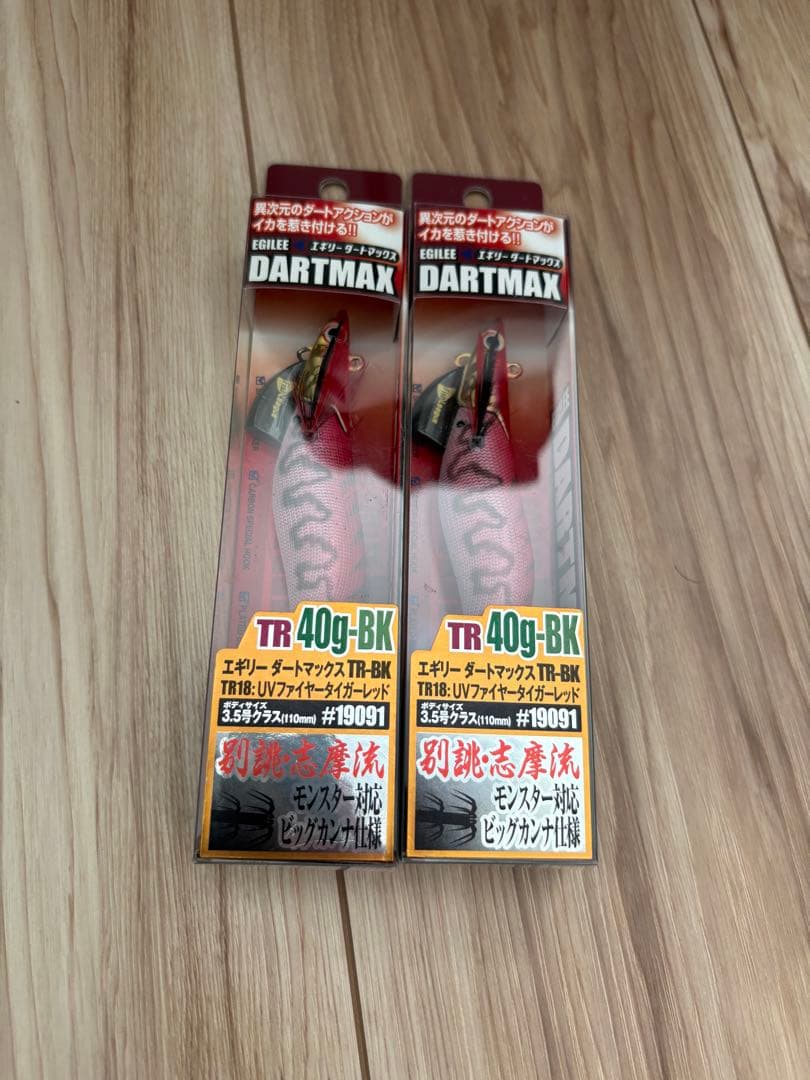 異次元のダートアクションが
イカを惹き付ける!!
EGILEE エギリー ダートマックス
DARTMAX
CARBON SPECIAL HOOK
TR 40g-BK
エギリー ダートマックス TR-BK
TR18: UVファイヤータイガーレッド
ボディサイズ
3.5号クラス(110mm) #19091
別誂・志摩流
モンスター対応
ビッグカンナ仕様
異次元のダートアクションが
イカを惹き付ける!!
EGILEE エギリー ダートマックス
DARTMAX
TR 40g-BK
エギリー ダートマックス TR-BK
TR18: UVファイヤータイガーレッド
ボディサイズ
3.5号クラス(110mm) #19091
別誂・志摩流
モンスター対応
ビッグカンナ仕様